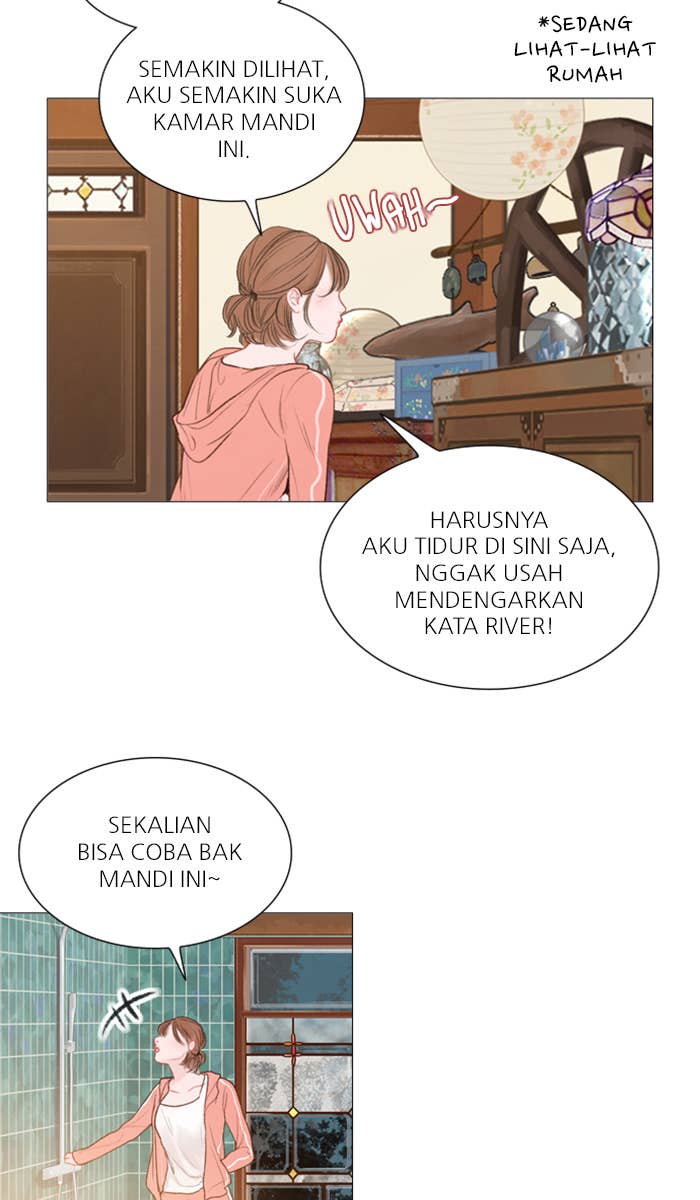 *SEDANG
LIHAT-LIHAT
RUMAH
SEMAKIN DILIHAT,
AKU SEMAKIN SUKA
KAMAR MANDI
INI.
UWAH~
HARUSNYA
AKU TIDUR DI SINI SAJA,
NGGAK USAH
MENDENGARKAN
KATA RIVER!
SEKALIAN
BISA COBA BAK
MANDI INI~